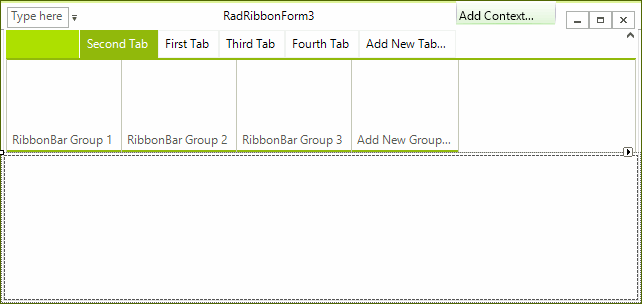 Type here RadRibbonForm3 Add Context...
Second Tab First Tab Third Tab Fourth Tab Add New Tab...
RibbonBar Group 1 RibbonBar Group 2 RibbonBar Group 3 Add New Group...